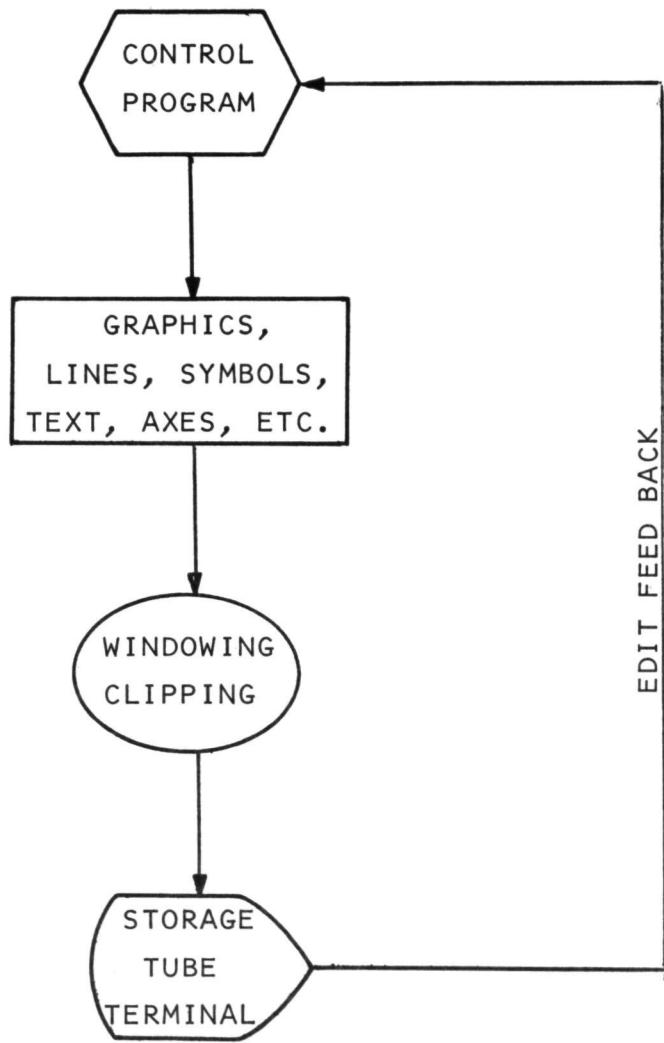 CONTROL
PROGRAM
GRAPHICS,
LINES, SYMBOLS,
TEXT, AXES, ETC.
WINDOWING
CLIPPING
STORAGE
TUBE
TERMINAL
EDIT FEED BACK